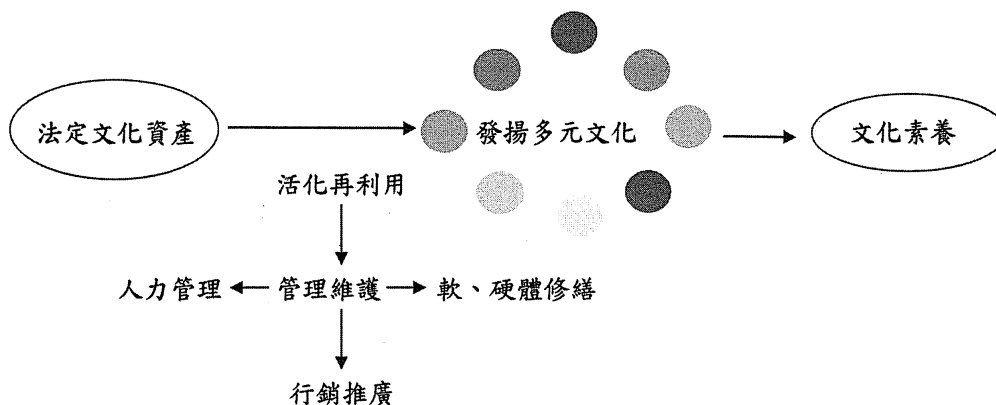 法定文化資產
發揚多元文化
文化素養
活化再利用
人力管理
管理維護
軟、硬體修繕
行銷推廣